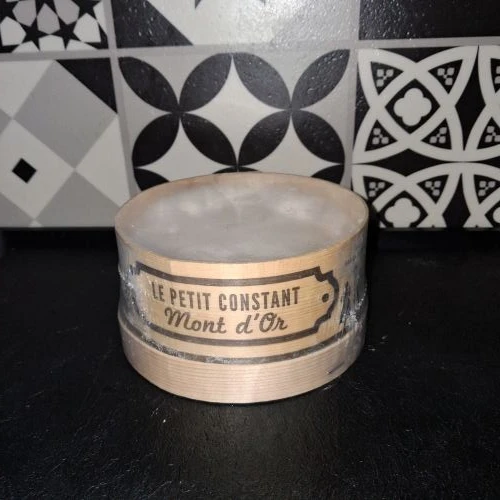 LE PETIT CONSTANT
Mont d'Or